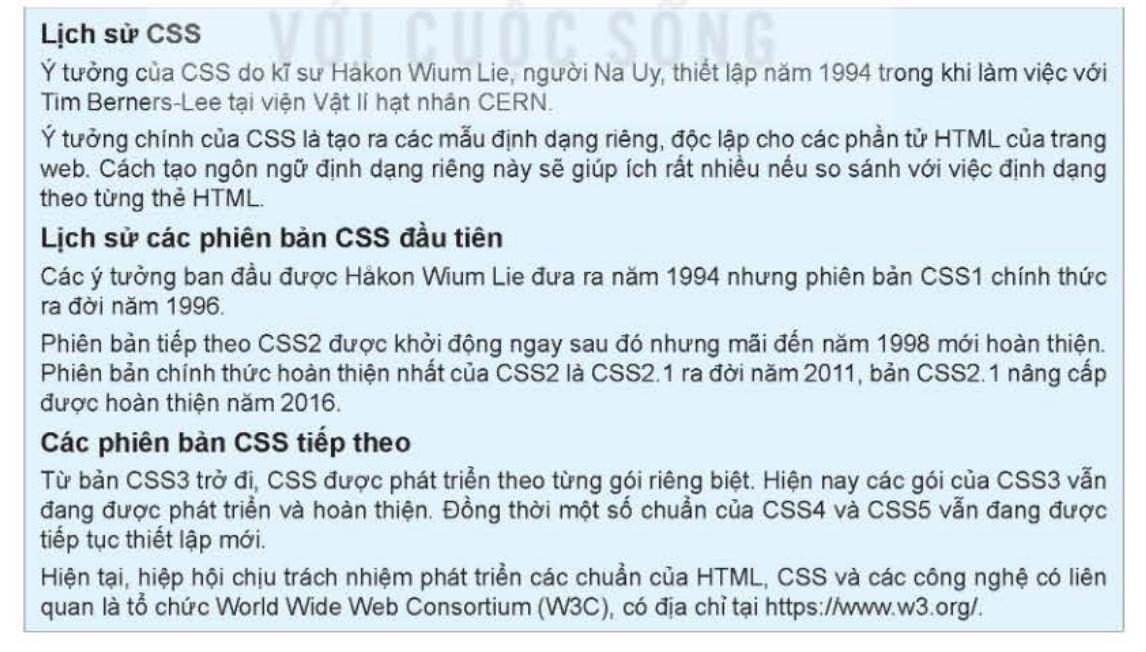 VỚI CUỘC SỐNG
Lịch sử CSS
Ý tưởng của CSS do kĩ sư Håkon Wium Lie, người Na Uy, thiết lập năm 1994 trong khi làm việc với
Tim Berners-Lee tại viện Vật lí hạt nhân CERN.
Ý tưởng chính của CSS là tạo ra các mẫu định dạng riêng, độc lập cho các phần tử HTML của trang
web. Cách tạo ngôn ngữ định dạng riêng này sẽ giúp ích rất nhiều nếu so sánh với việc định dạng
theo từng thẻ HTML.
Lịch sử các phiên bản CSS đầu tiên
Các ý tưởng ban đầu được Håkon Wium Lie đưa ra năm 1994 nhưng phiên bản CSS1 chính thức
ra đời năm 1996.
Phiên bản tiếp theo CSS2 được khởi động ngay sau đó nhưng mãi đến năm 1998 mới hoàn thiện.
Phiên bản chính thức hoàn thiện nhất của CSS2 là CSS2.1 ra đời năm 2011, bản CSS2.1 nâng cấp
được hoàn thiện năm 2016.
Các phiên bản CSS tiếp theo
Từ bản CSS3 trở đi, CSS được phát triển theo từng gói riêng biệt. Hiện nay các gói của CSS3 vẫn
đang được phát triển và hoàn thiện. Đồng thời một số chuẩn của CSS4 và CSS5 vẫn đang được
tiếp tục thiết lập mới.
Hiện tại, hiệp hội chịu trách nhiệm phát triển các chuẩn của HTML, CSS và các công nghệ có liên
quan là tổ chức World Wide Web Consortium (W3C), có địa chỉ tại https://www.w3.org/.